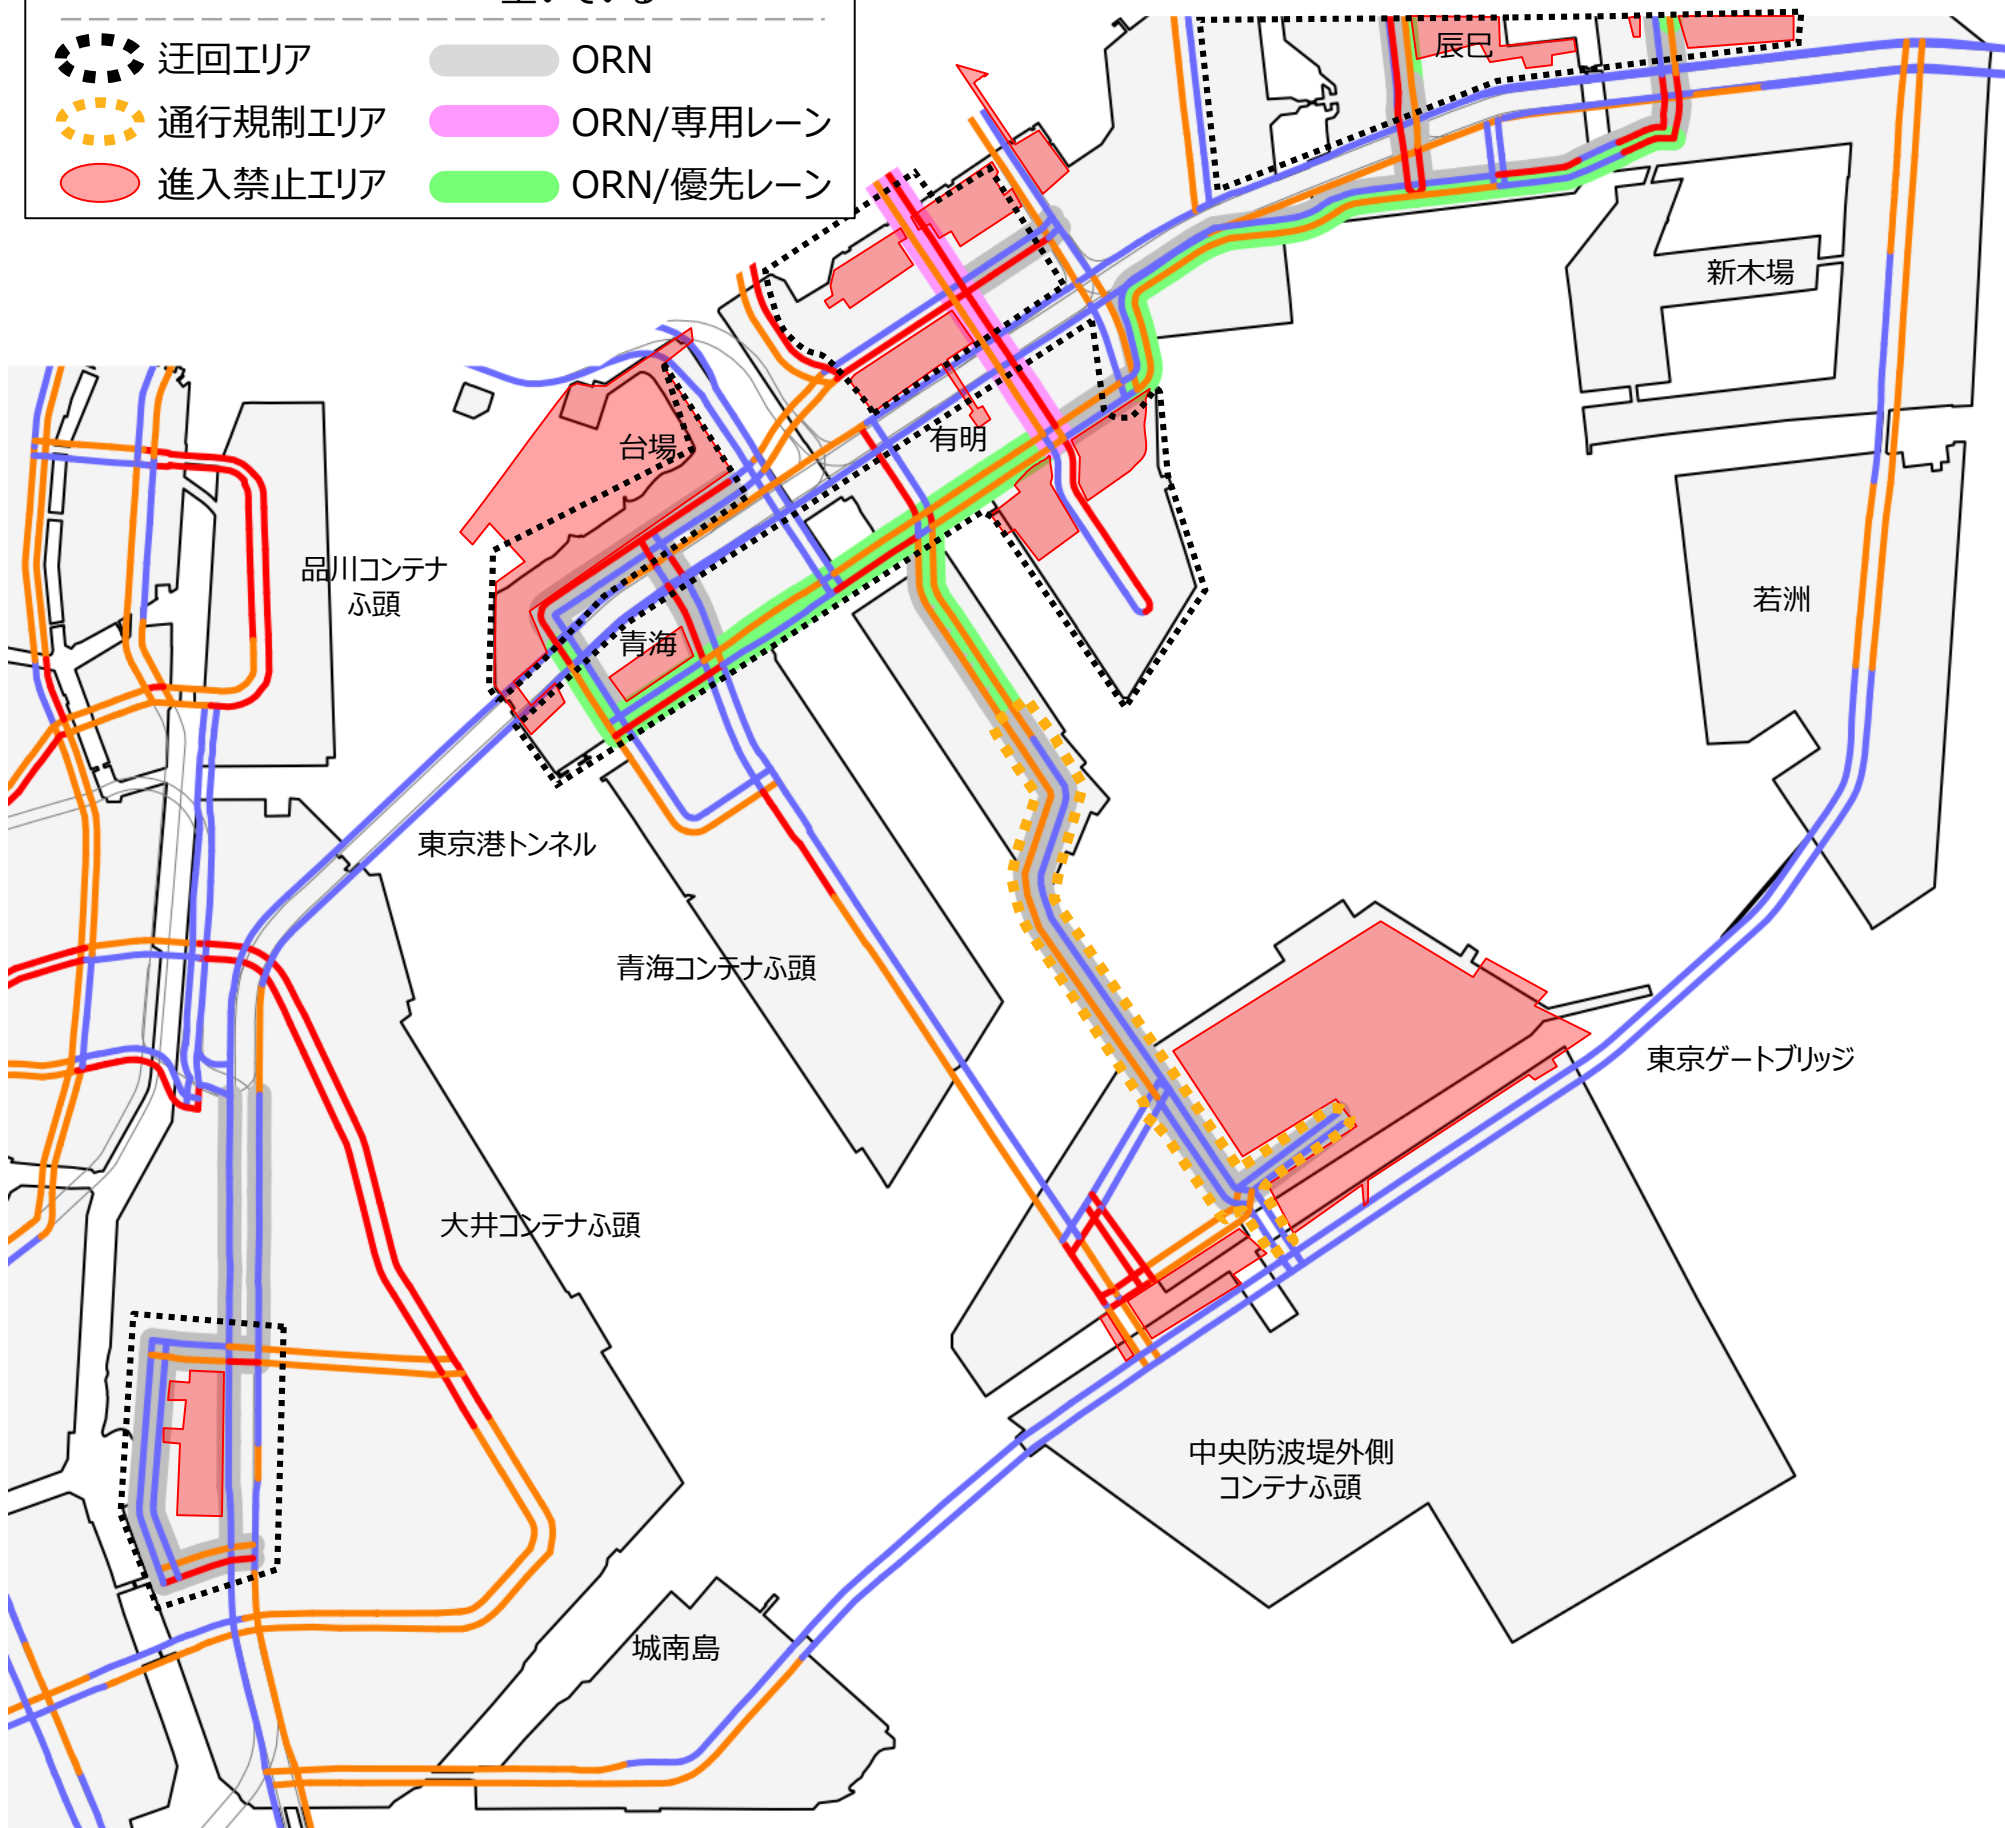 空いている
迂回エリア
ORN
通行規制エリア
ORN/専用レーン
進入禁止エリア
ORN/優先レーン
辰巳
新木場
有明
台場
品川コンテナ
ふ頭
青海
若洲
東京港トンネル
青海コンテナふ頭
東京ゲートブリッジ
大井コンテナふ頭
中央防波堤外側
コンテナふ頭
城南島